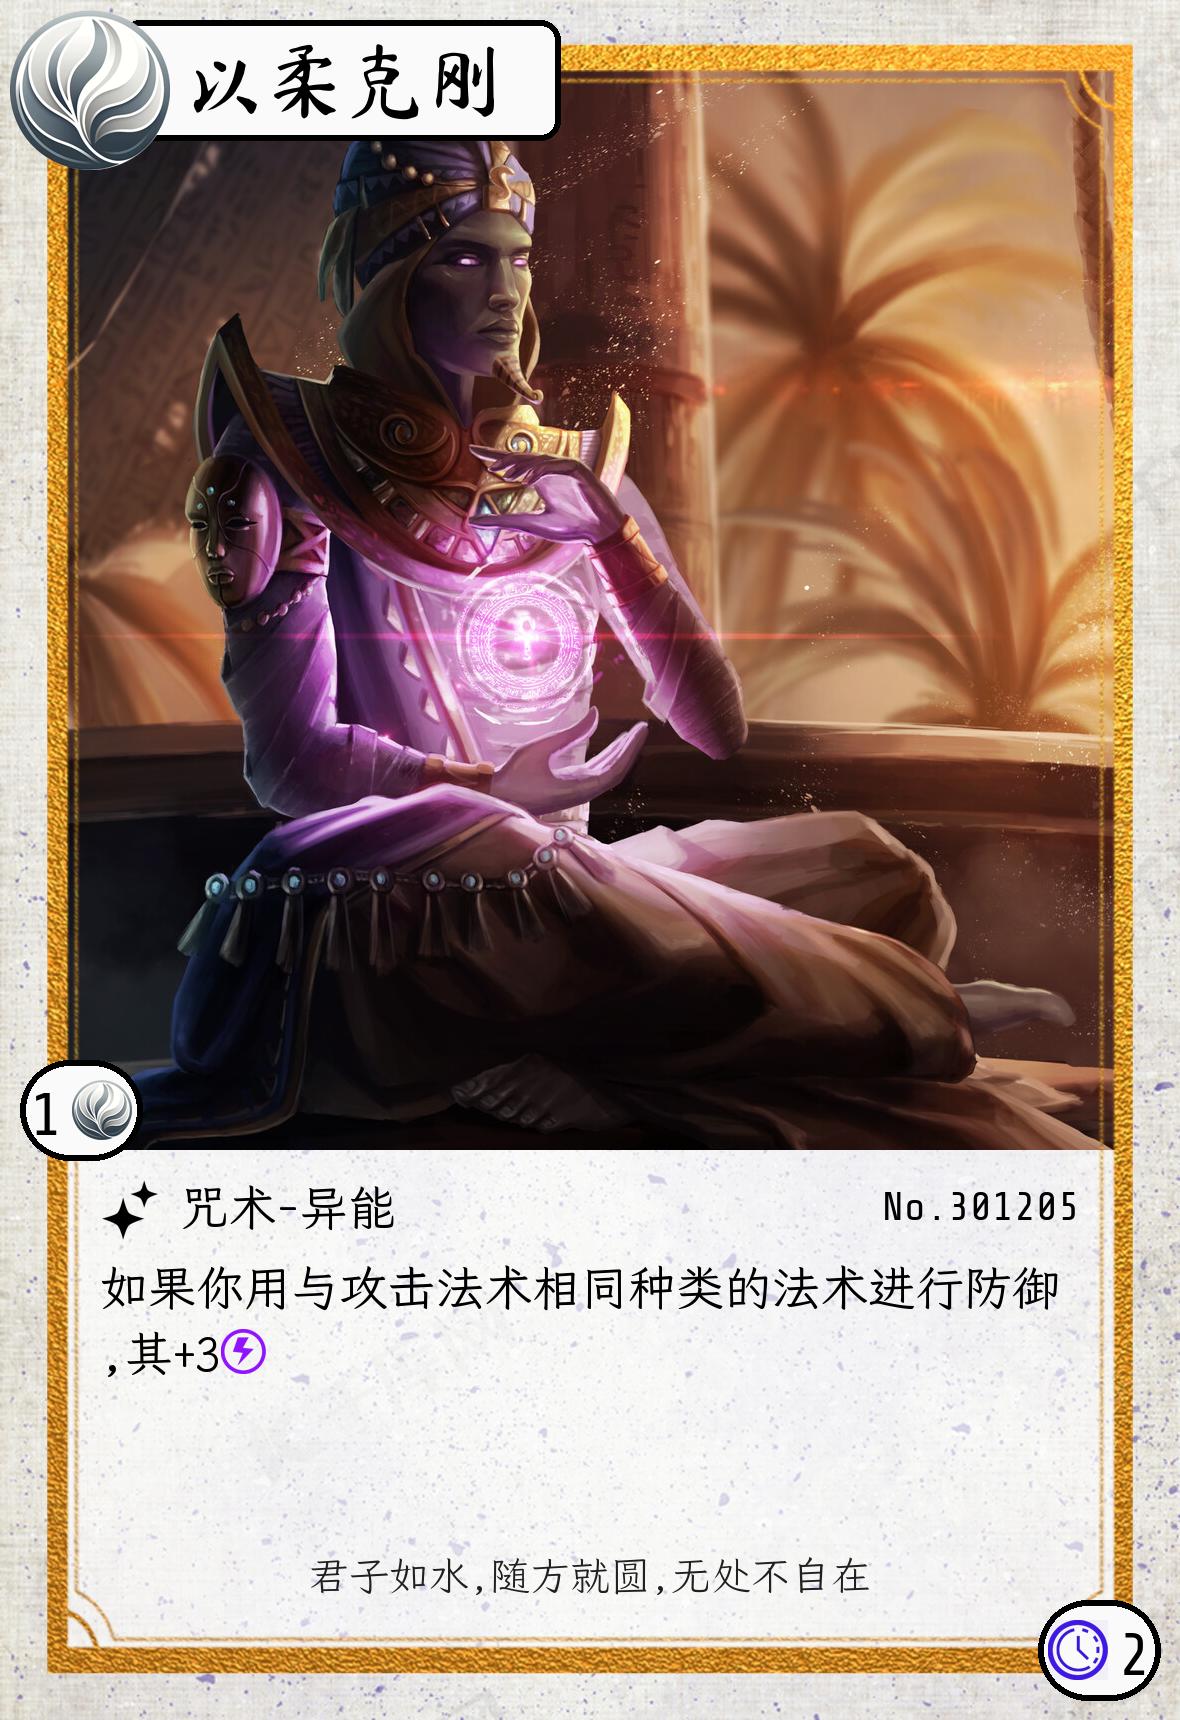 以柔克刚
1
咒术-异能
No.301205
如果你用与攻击法术相同种类的法术进行防御
,其+3
君子如水,随方就圆,无处不自在
2